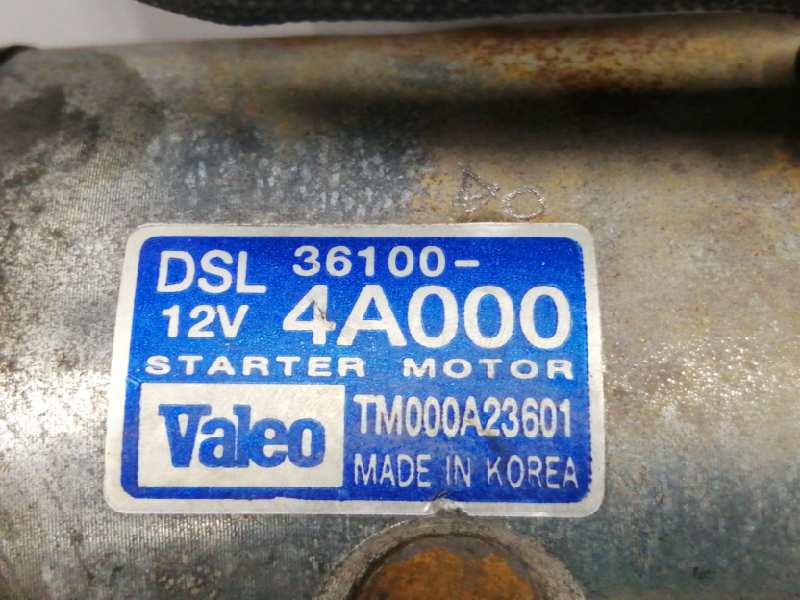 DSL 36100-
12V 4A000
STARTER MOTOR
Valeo TM000A23601
MADE IN KOREA